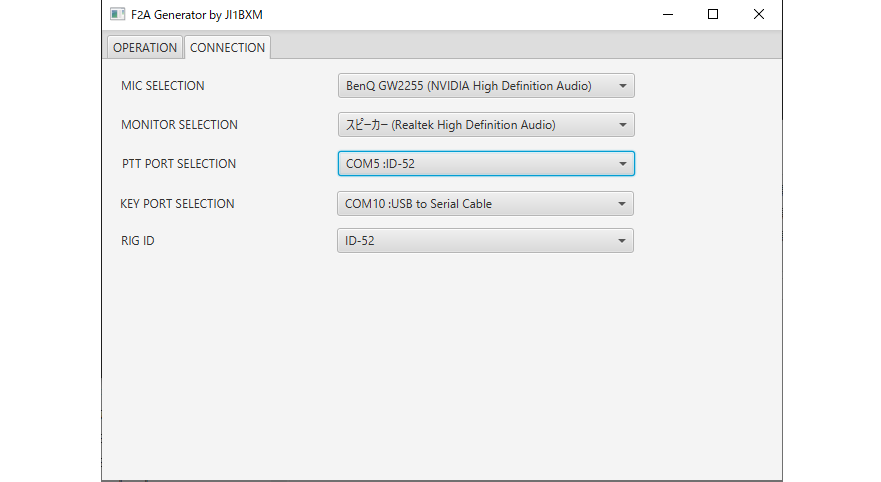 F2A Generator by JI1BXM
OPERATION CONNECTION
MIC SELECTION BenQ GW2255 (NVIDIA High Definition Audio)
MONITOR SELECTION スピーカー (Realtek High Definition Audio)
PTT PORT SELECTION COM5 :ID-52
KEY PORT SELECTION COM10 :USB to Serial Cable
RIG ID ID-52